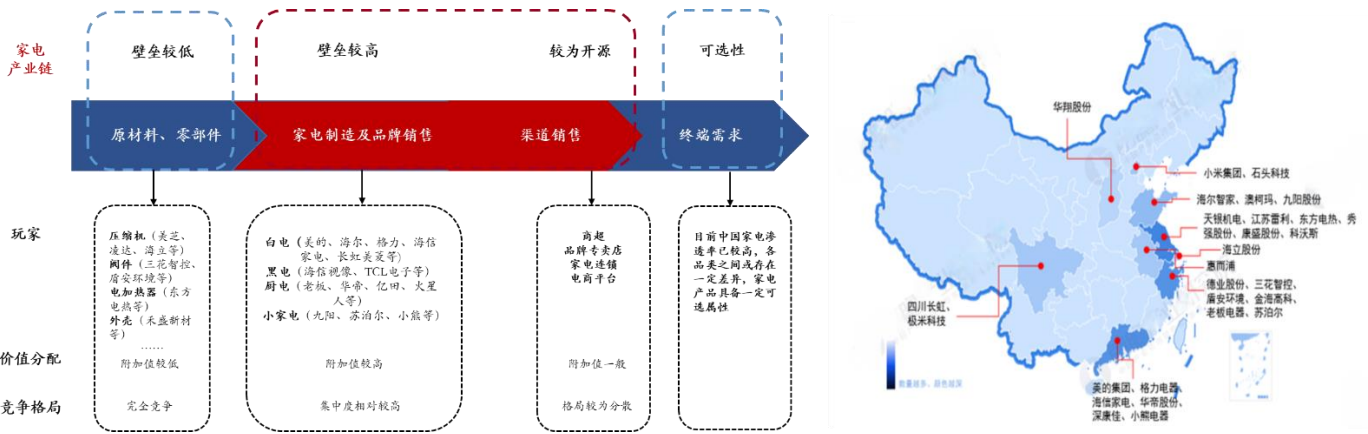 家电
产业链
壁垒较低
壁垒较高
较为开源
可选性
原材料、零部件
家电制造及品牌销售
渠道销售
终端需求
玩家
压缩机（美芝、
凌达、海立等）
阀件（三花智控、
盾安环境等）
电加热器（东方
电热等）
外壳（禾盛新材
等）
……
白电（美的、海尔、格力、海信
家电、长虹美菱等）
黑电（海信视像、TCL电子等）
厨电（老板、华帝、亿田、火星
人等）
小家电（九阳、苏泊尔、小熊等）
商超
品牌专卖店
家电连锁
电商平台
目前中国家电渗
透率已较高，各
品类之间或存在
一定差异，家电
产品具备一定可
选属性
价值分配
附加值较低
附加值较高
附加值一般
竞争格局
完全竞争
集中度相对较高
格局较为分散
华翔股份
小米集团、石头科技
海尔智家、澳柯玛、九阳股份
天银机电、江苏雷利、东方电热、秀
强股份、康盛股份、科沃斯
海立股份
惠而浦
德业股份、三花智控、
盾安环境、金海高科、
老板电器、苏泊尔
四川长虹、
极米科技
美的集团、格力电器、
海信家电、华帝股份、
深康佳、小熊电器
数量越多、颜色越深